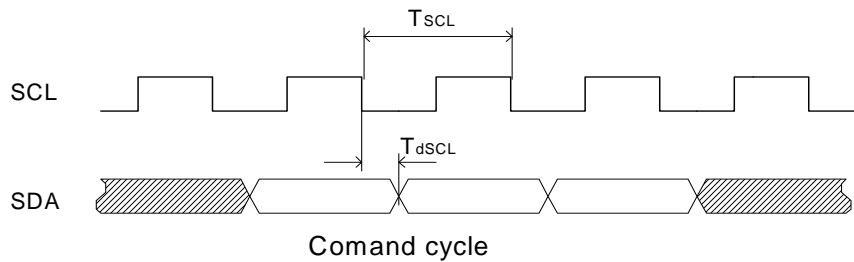 TSCL
SCL
TdSCL
SDA
Comand cycle